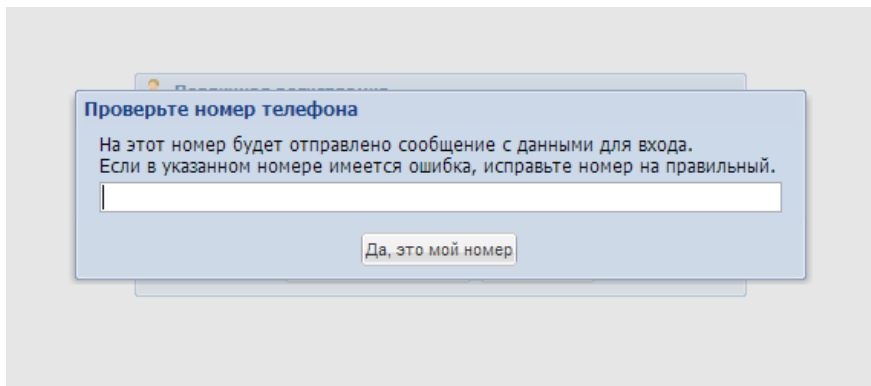 Проверьте номер телефона
На этот номер будет отправлено сообщение с данными для входа.
Если в указанном номере имеется ошибка, исправьте номер на правильный.
Да, это мой номер